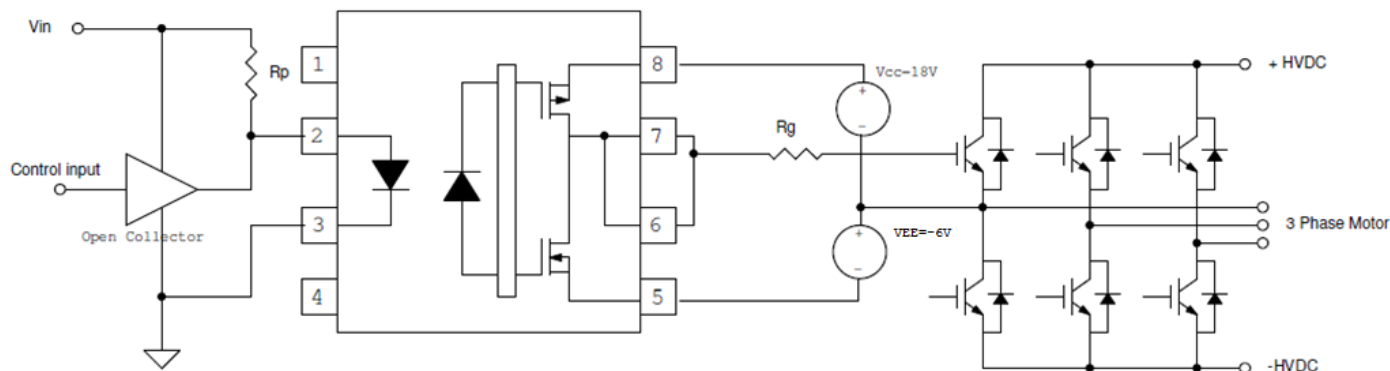 Vin
Rp
1
8
Vcc=18V
+ HVDC
2
7
Rg
Control input
Open Collector
3
6
VEE=-6V
3 Phase Motor
4
5
-HVDC
+
-
+
-